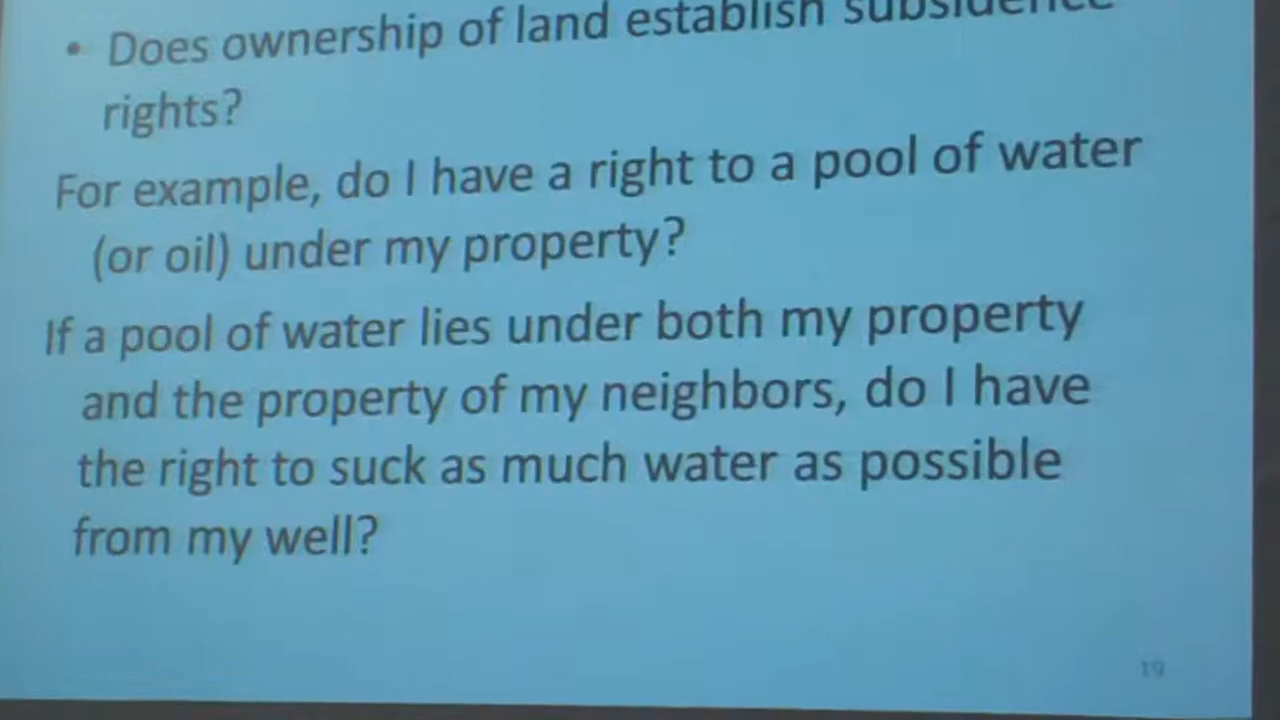 • Does ownership of land establish subsidence
rights?
For example, do I have a right to a pool of water
(or oil) under my property?
If a pool of water lies under both my property
and the property of my neighbors, do I have
the right to suck as much water as possible
from my well?
19